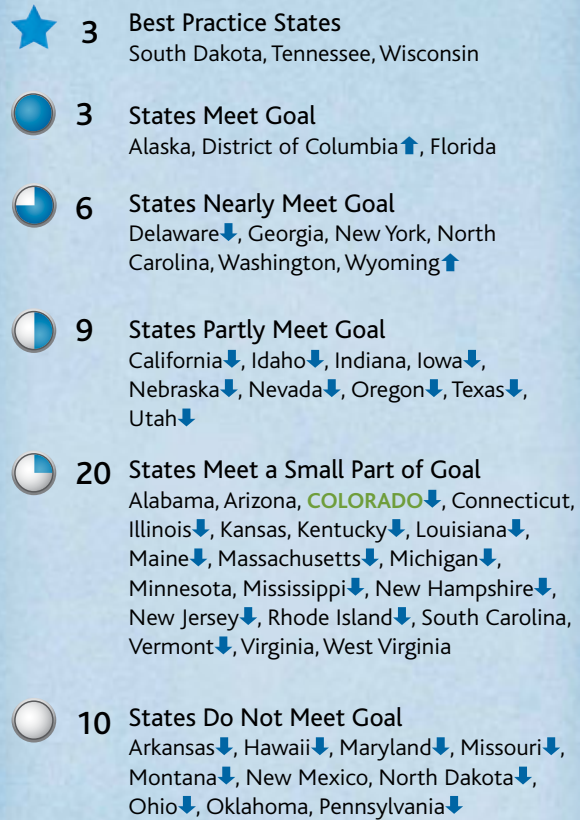 3 Best Practice States
South Dakota, Tennessee, Wisconsin
3 States Meet Goal
Alaska, District of Columbia⬆, Florida
6 States Nearly Meet Goal
Delaware⬇, Georgia, New York, North
Carolina, Washington, Wyoming⬆
9 States Partly Meet Goal
California⬇, Idaho⬇, Indiana, Iowa⬇,
Nebraska⬇, Nevada⬇, Oregon⬇, Texas⬇,
Utah⬇
20 States Meet a Small Part of Goal
Alabama, Arizona, COLORADO⬇, Connecticut,
Illinois⬇, Kansas, Kentucky⬇, Louisiana⬇,
Maine⬇, Massachusetts⬇, Michigan⬇,
Minnesota, Mississippi⬇, New Hampshire⬇,
New Jersey⬇, Rhode Island⬇, South Carolina,
Vermont⬇, Virginia, West Virginia
10 States Do Not Meet Goal
Arkansas⬇, Hawaii⬇, Maryland⬇, Missouri⬇,
Montana⬇, New Mexico, North Dakota⬇,
Ohio⬇, Oklahoma, Pennsylvania⬇